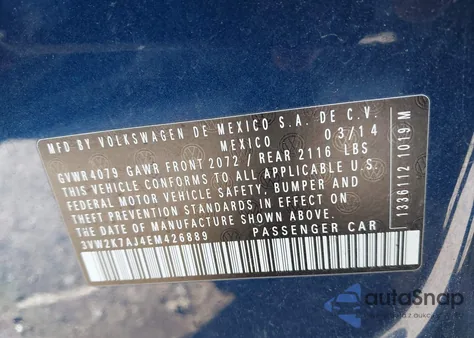 MFD BY VOLKSWAGEN DE MEXICO S.A. DE C.V.
MEXICO 03/14
GVWR 4079 GAWR FRONT 2072 / REAR 2116 LBS
THIS VEHICLE CONFORMS TO ALL APPLICABLE U.S.
FEDERAL MOTOR VEHICLE SAFETY, BUMPER AND
THEFT PREVENTION STANDARDS IN EFFECT ON
THE DATE OF MANUFACTURE SHOWN ABOVE.
3VW2K7AJ4EM426889 PASSENGER CAR
1336112 1019 M
autoSnap